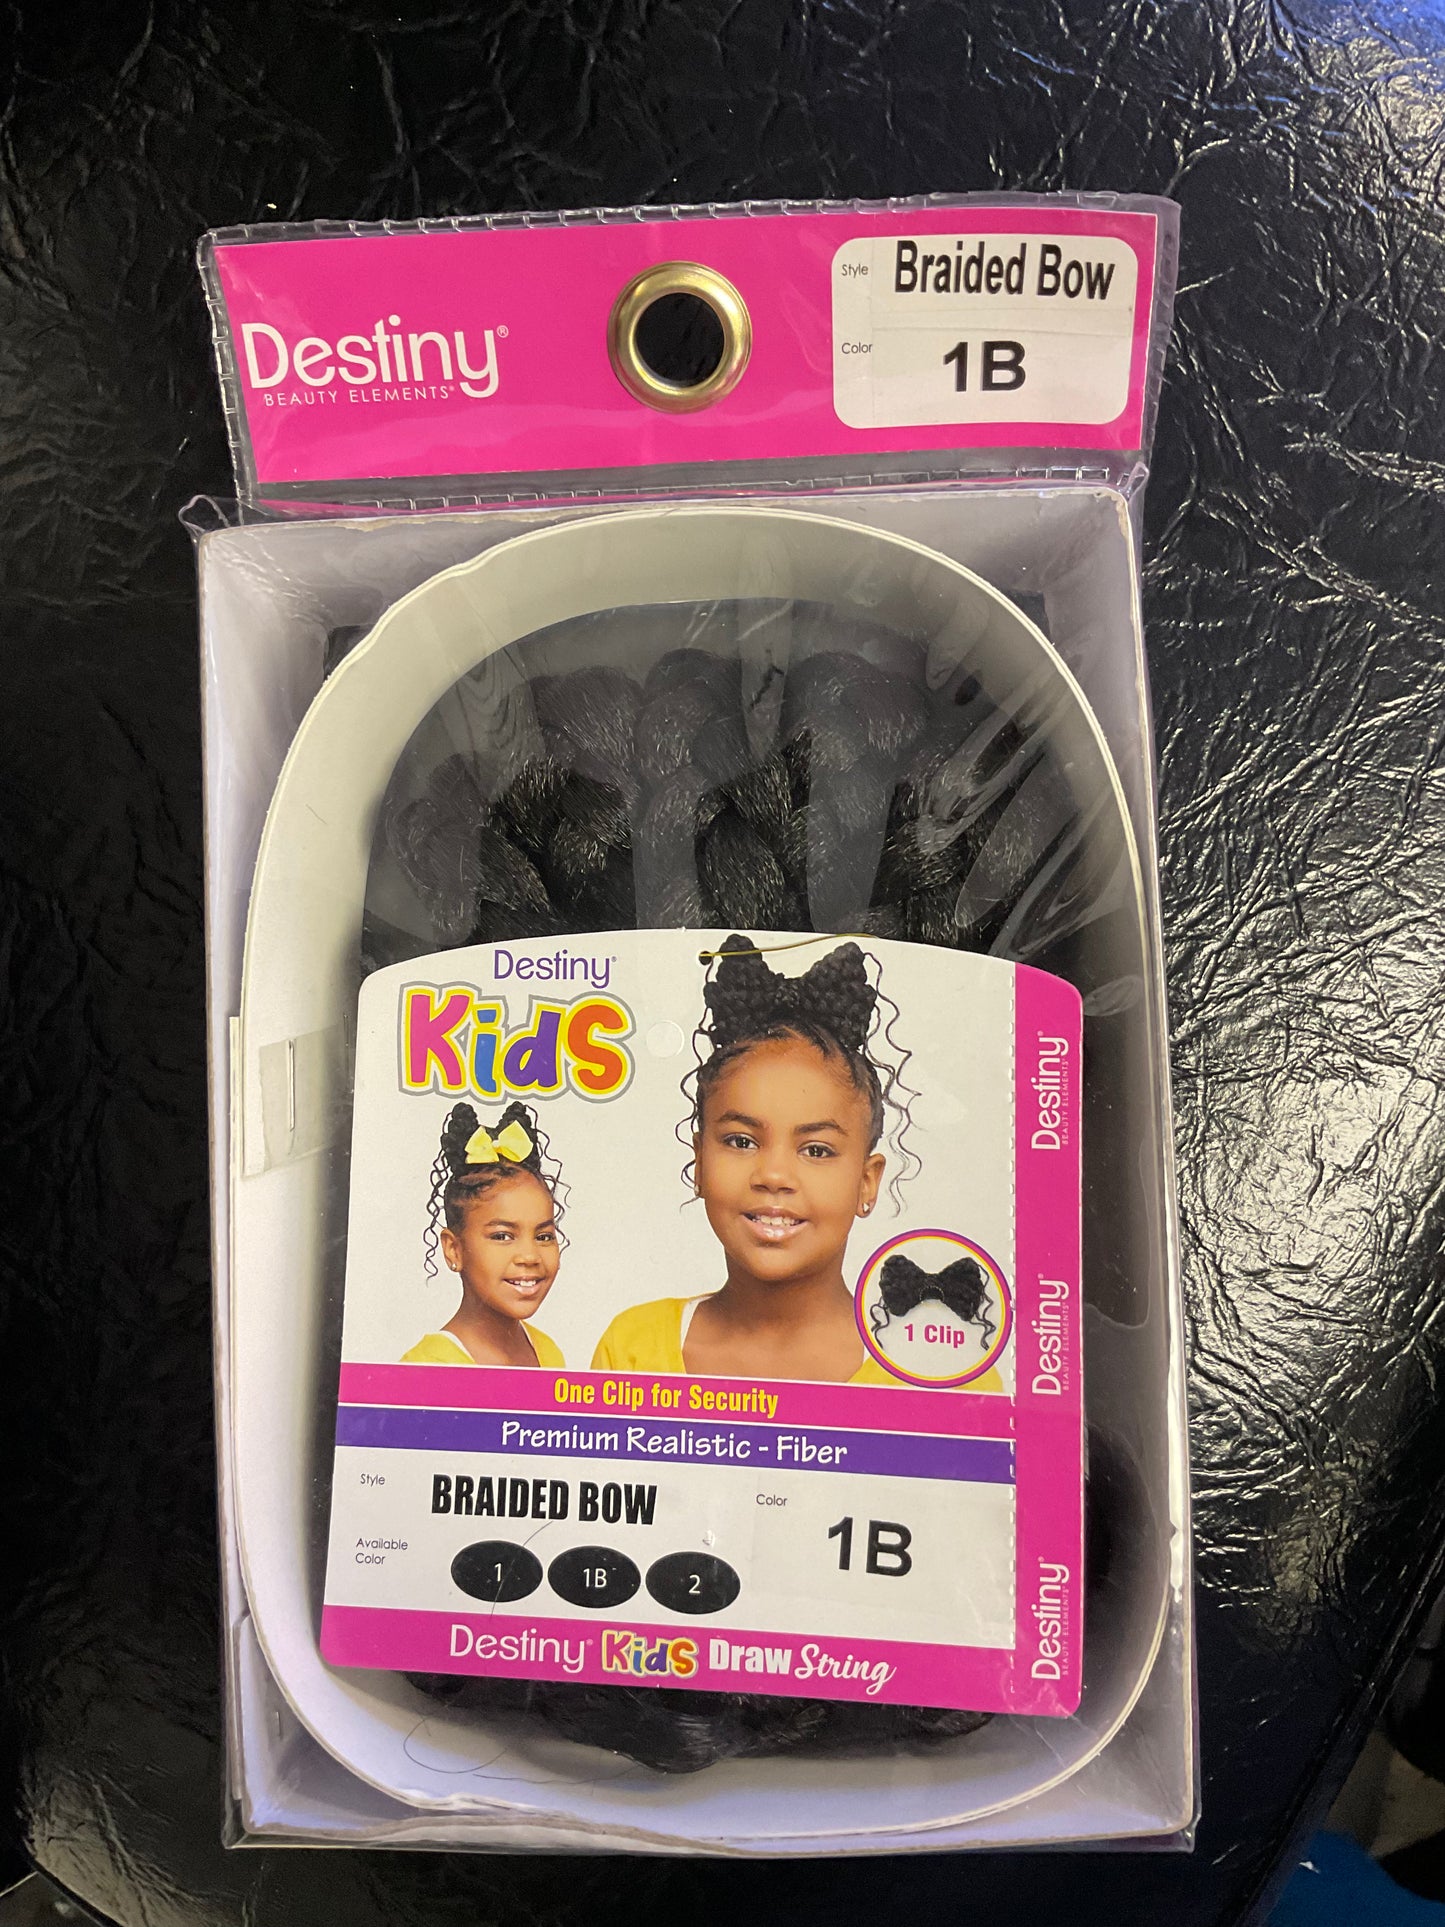 Destiny®
BEAUTY ELEMENTS®
Style Braided Bow
Color 1B
Destiny®
KidS
1 Clip
One Clip for Security
Premium Realistic - Fiber
Style BRAIDED BOW
Color 1B
Available
Color
1 1B 2
Destiny® KidS Draw String
Destiny®
BEAUTY ELEMENTS®
Destiny®
BEAUTY ELEMENTS®
Destiny®
BEAUTY ELEMENTS®